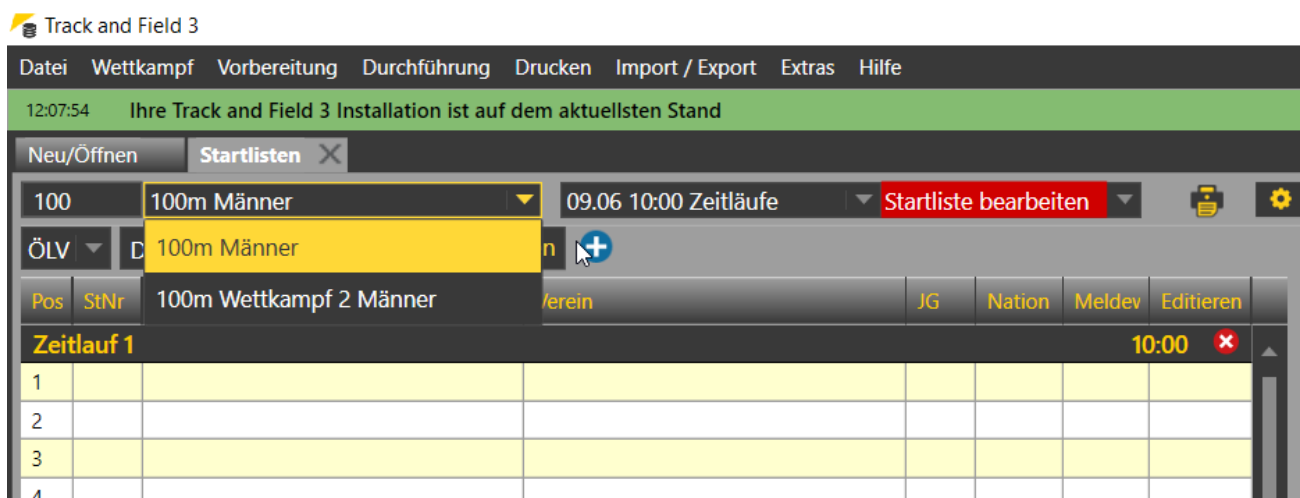 Track and Field 3
Datei Wettkampf Vorbereitung Durchführung Drucken Import / Export Extras Hilfe
12:07:54 Ihre Track and Field 3 Installation ist auf dem aktuellsten Stand
Neu/Öffnen Startlisten
100 100m Männer 09.06 10:00 Zeitläufe Startliste bearbeiten
ÖLV D 100m Männer n
Pos StNr 100m Wettkampf 2 Männer Verein JG Nation Meldew Editieren
Zeitlauf 1 10:00
1
2
3
4